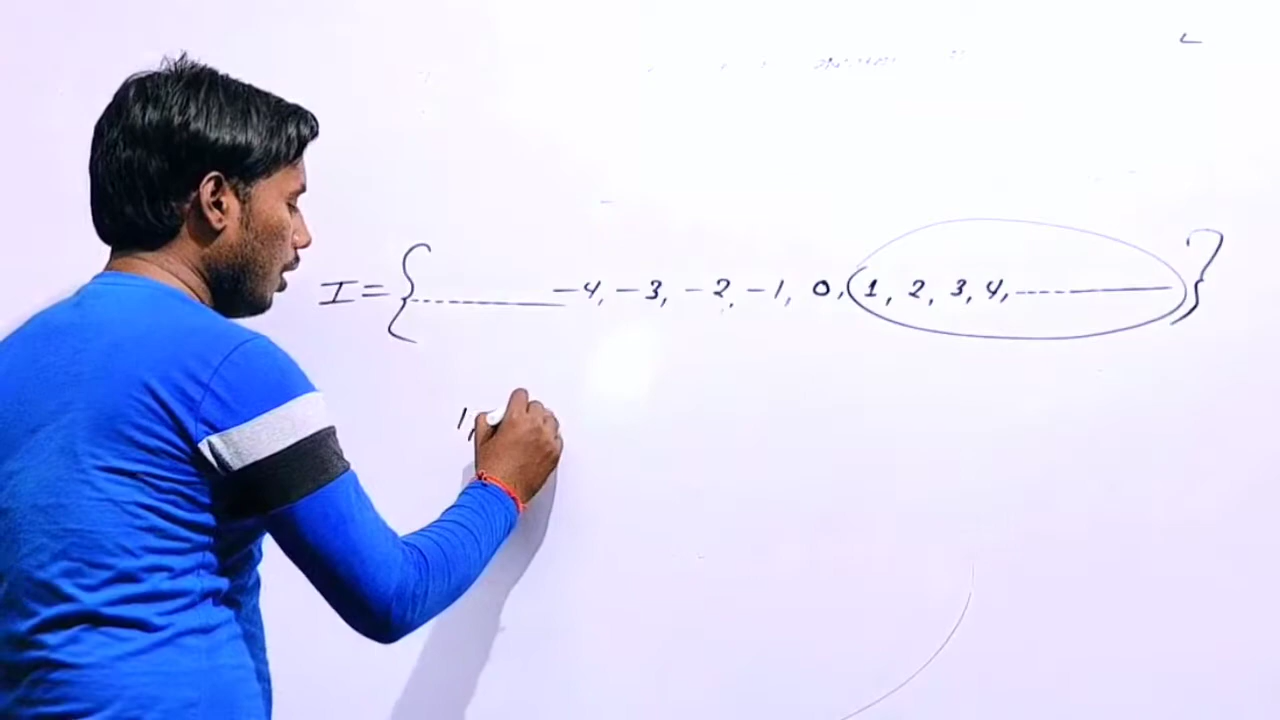 I = { ------- -4, -3, -2, -1, 0, 1, 2, 3, 4, ------- }
1,